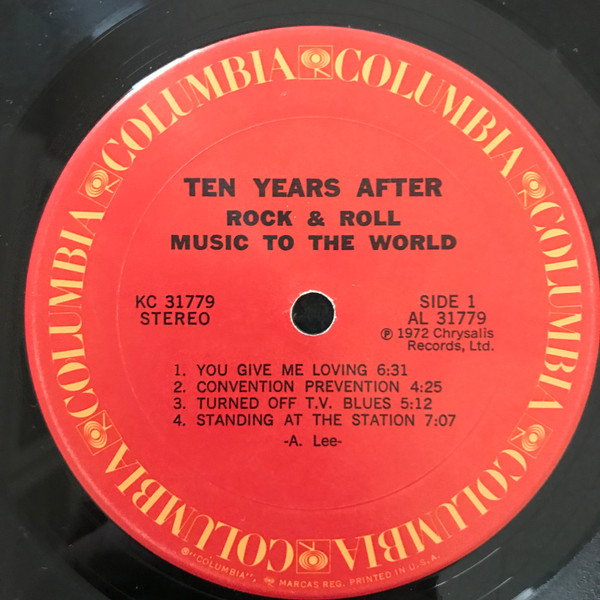 COLUMBIA COLUMBIA COLUMBIA COLUMBIA COLUMBIA COLUMBIA
TEN YEARS AFTER
ROCK & ROLL
MUSIC TO THE WORLD
KC 31779
STEREO
SIDE 1
AL 31779
℗ 1972 Chrysalis
Records, Ltd.
1. YOU GIVE ME LOVING 6:31
2. CONVENTION PREVENTION 4:25
3. TURNED OFF T.V. BLUES 5:12
4. STANDING AT THE STATION 7:07
-A. Lee-
®"COLUMBIA", MARCAS REG. PRINTED IN U.S.A.